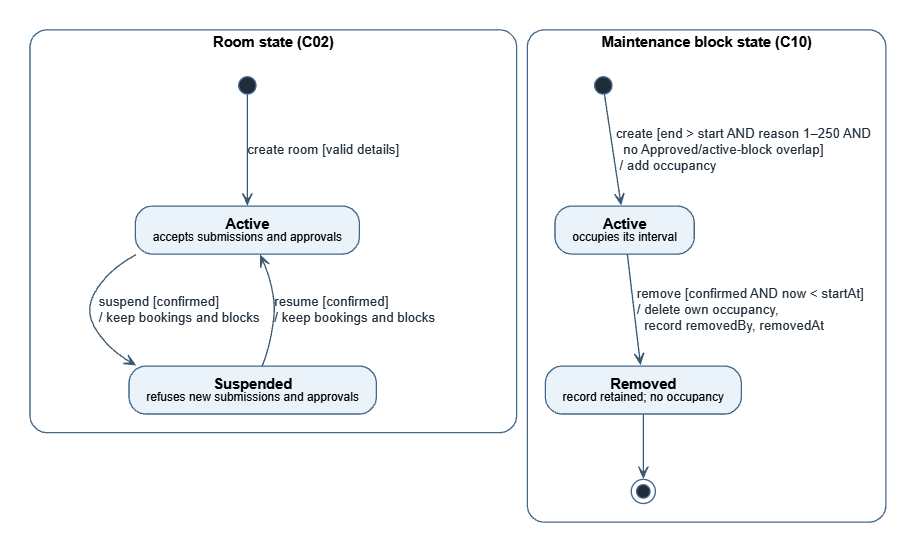 Room state (C02)
create room [valid details]
Active
accepts submissions and approvals
suspend [confirmed]
/ keep bookings and blocks
resume [confirmed]
/ keep bookings and blocks
Suspended
refuses new submissions and approvals
Maintenance block state (C10)
create [end > start AND reason 1–250 AND
no Approved/active-block overlap]
/ add occupancy
Active
occupies its interval
remove [confirmed AND now < startAt]
/ delete own occupancy,
record removedBy, removedAt
Removed
record retained; no occupancy